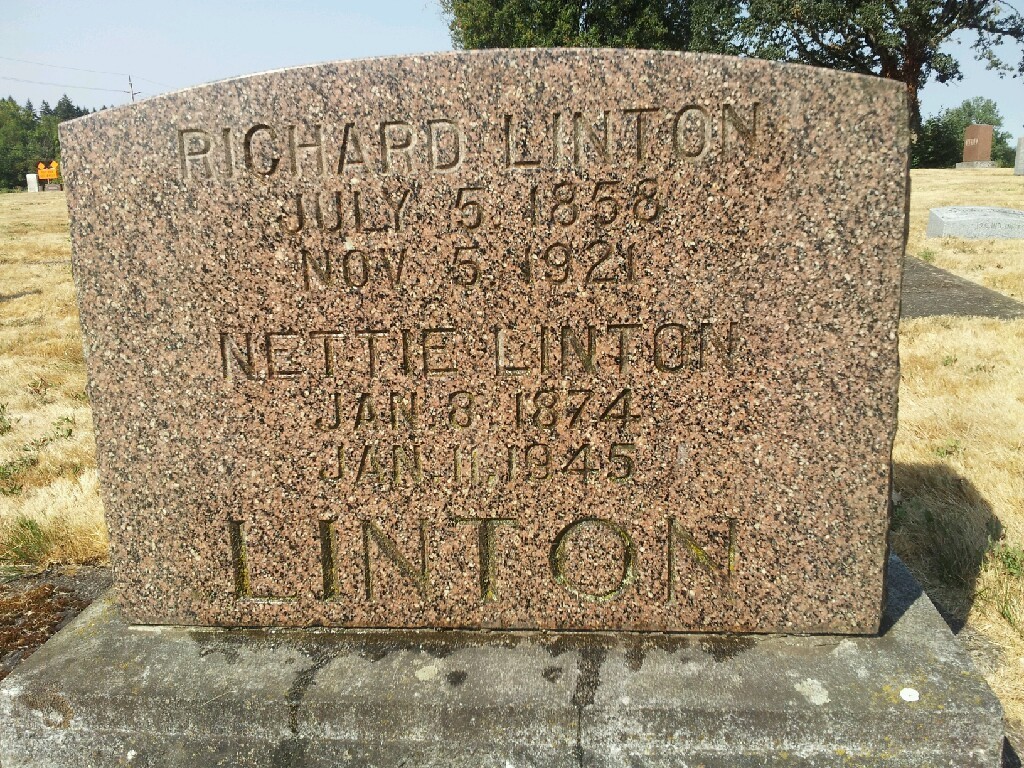 RICHARD LINTON
JULY 5, 1858
NOV. 5, 1921
NETTIE LINTON
JAN. 8, 1874
JAN. 11, 1945
LINTON